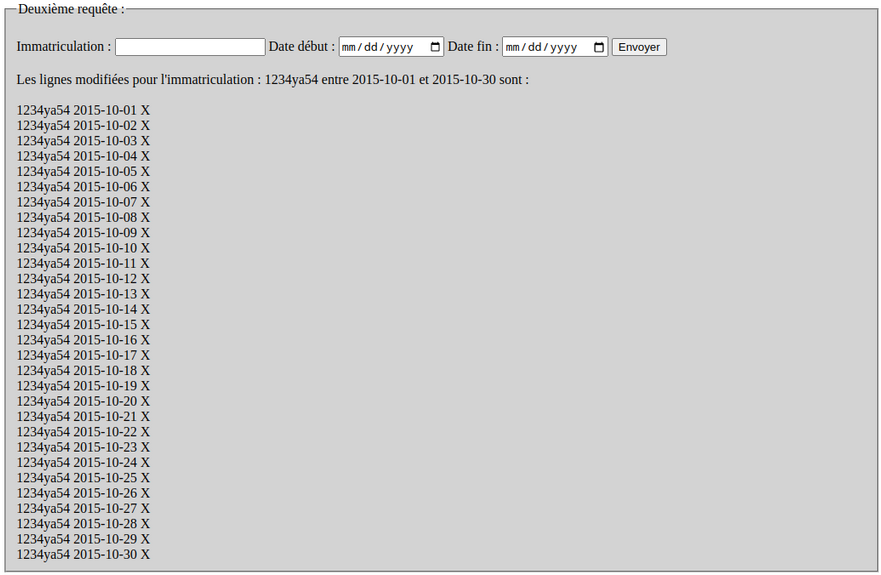 Deuxième requête :
Immatriculation : Date début : mm/dd/yyyy Date fin : mm/dd/yyyy Envoyer
Les lignes modifiées pour l'immatriculation : 1234ya54 entre 2015-10-01 et 2015-10-30 sont :
1234ya54 2015-10-01 X
1234ya54 2015-10-02 X
1234ya54 2015-10-03 X
1234ya54 2015-10-04 X
1234ya54 2015-10-05 X
1234ya54 2015-10-06 X
1234ya54 2015-10-07 X
1234ya54 2015-10-08 X
1234ya54 2015-10-09 X
1234ya54 2015-10-10 X
1234ya54 2015-10-11 X
1234ya54 2015-10-12 X
1234ya54 2015-10-13 X
1234ya54 2015-10-14 X
1234ya54 2015-10-15 X
1234ya54 2015-10-16 X
1234ya54 2015-10-17 X
1234ya54 2015-10-18 X
1234ya54 2015-10-19 X
1234ya54 2015-10-20 X
1234ya54 2015-10-21 X
1234ya54 2015-10-22 X
1234ya54 2015-10-23 X
1234ya54 2015-10-24 X
1234ya54 2015-10-25 X
1234ya54 2015-10-26 X
1234ya54 2015-10-27 X
1234ya54 2015-10-28 X
1234ya54 2015-10-29 X
1234ya54 2015-10-30 X